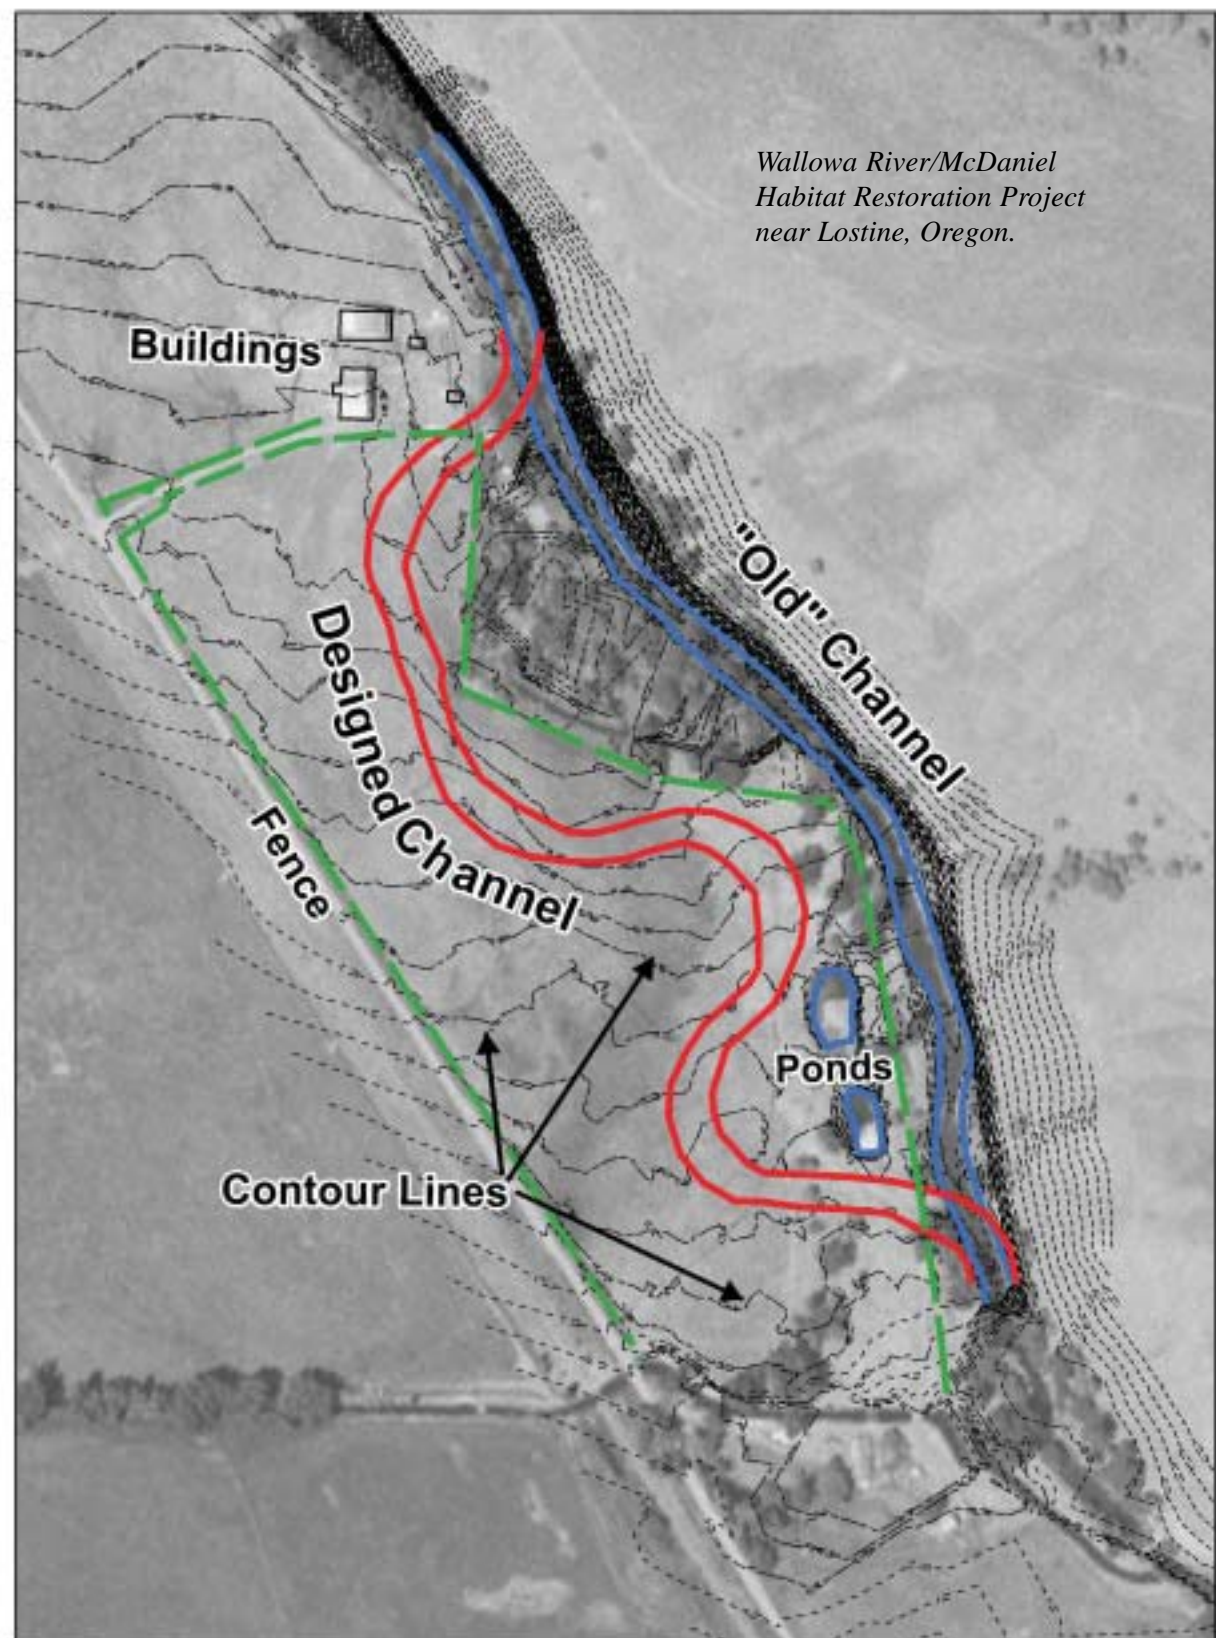 Wallowa River/McDaniel
Habitat Restoration Project
near Lostine, Oregon.
Buildings
"Old" Channel
Designed Channel
Fence
Ponds
Contour Lines